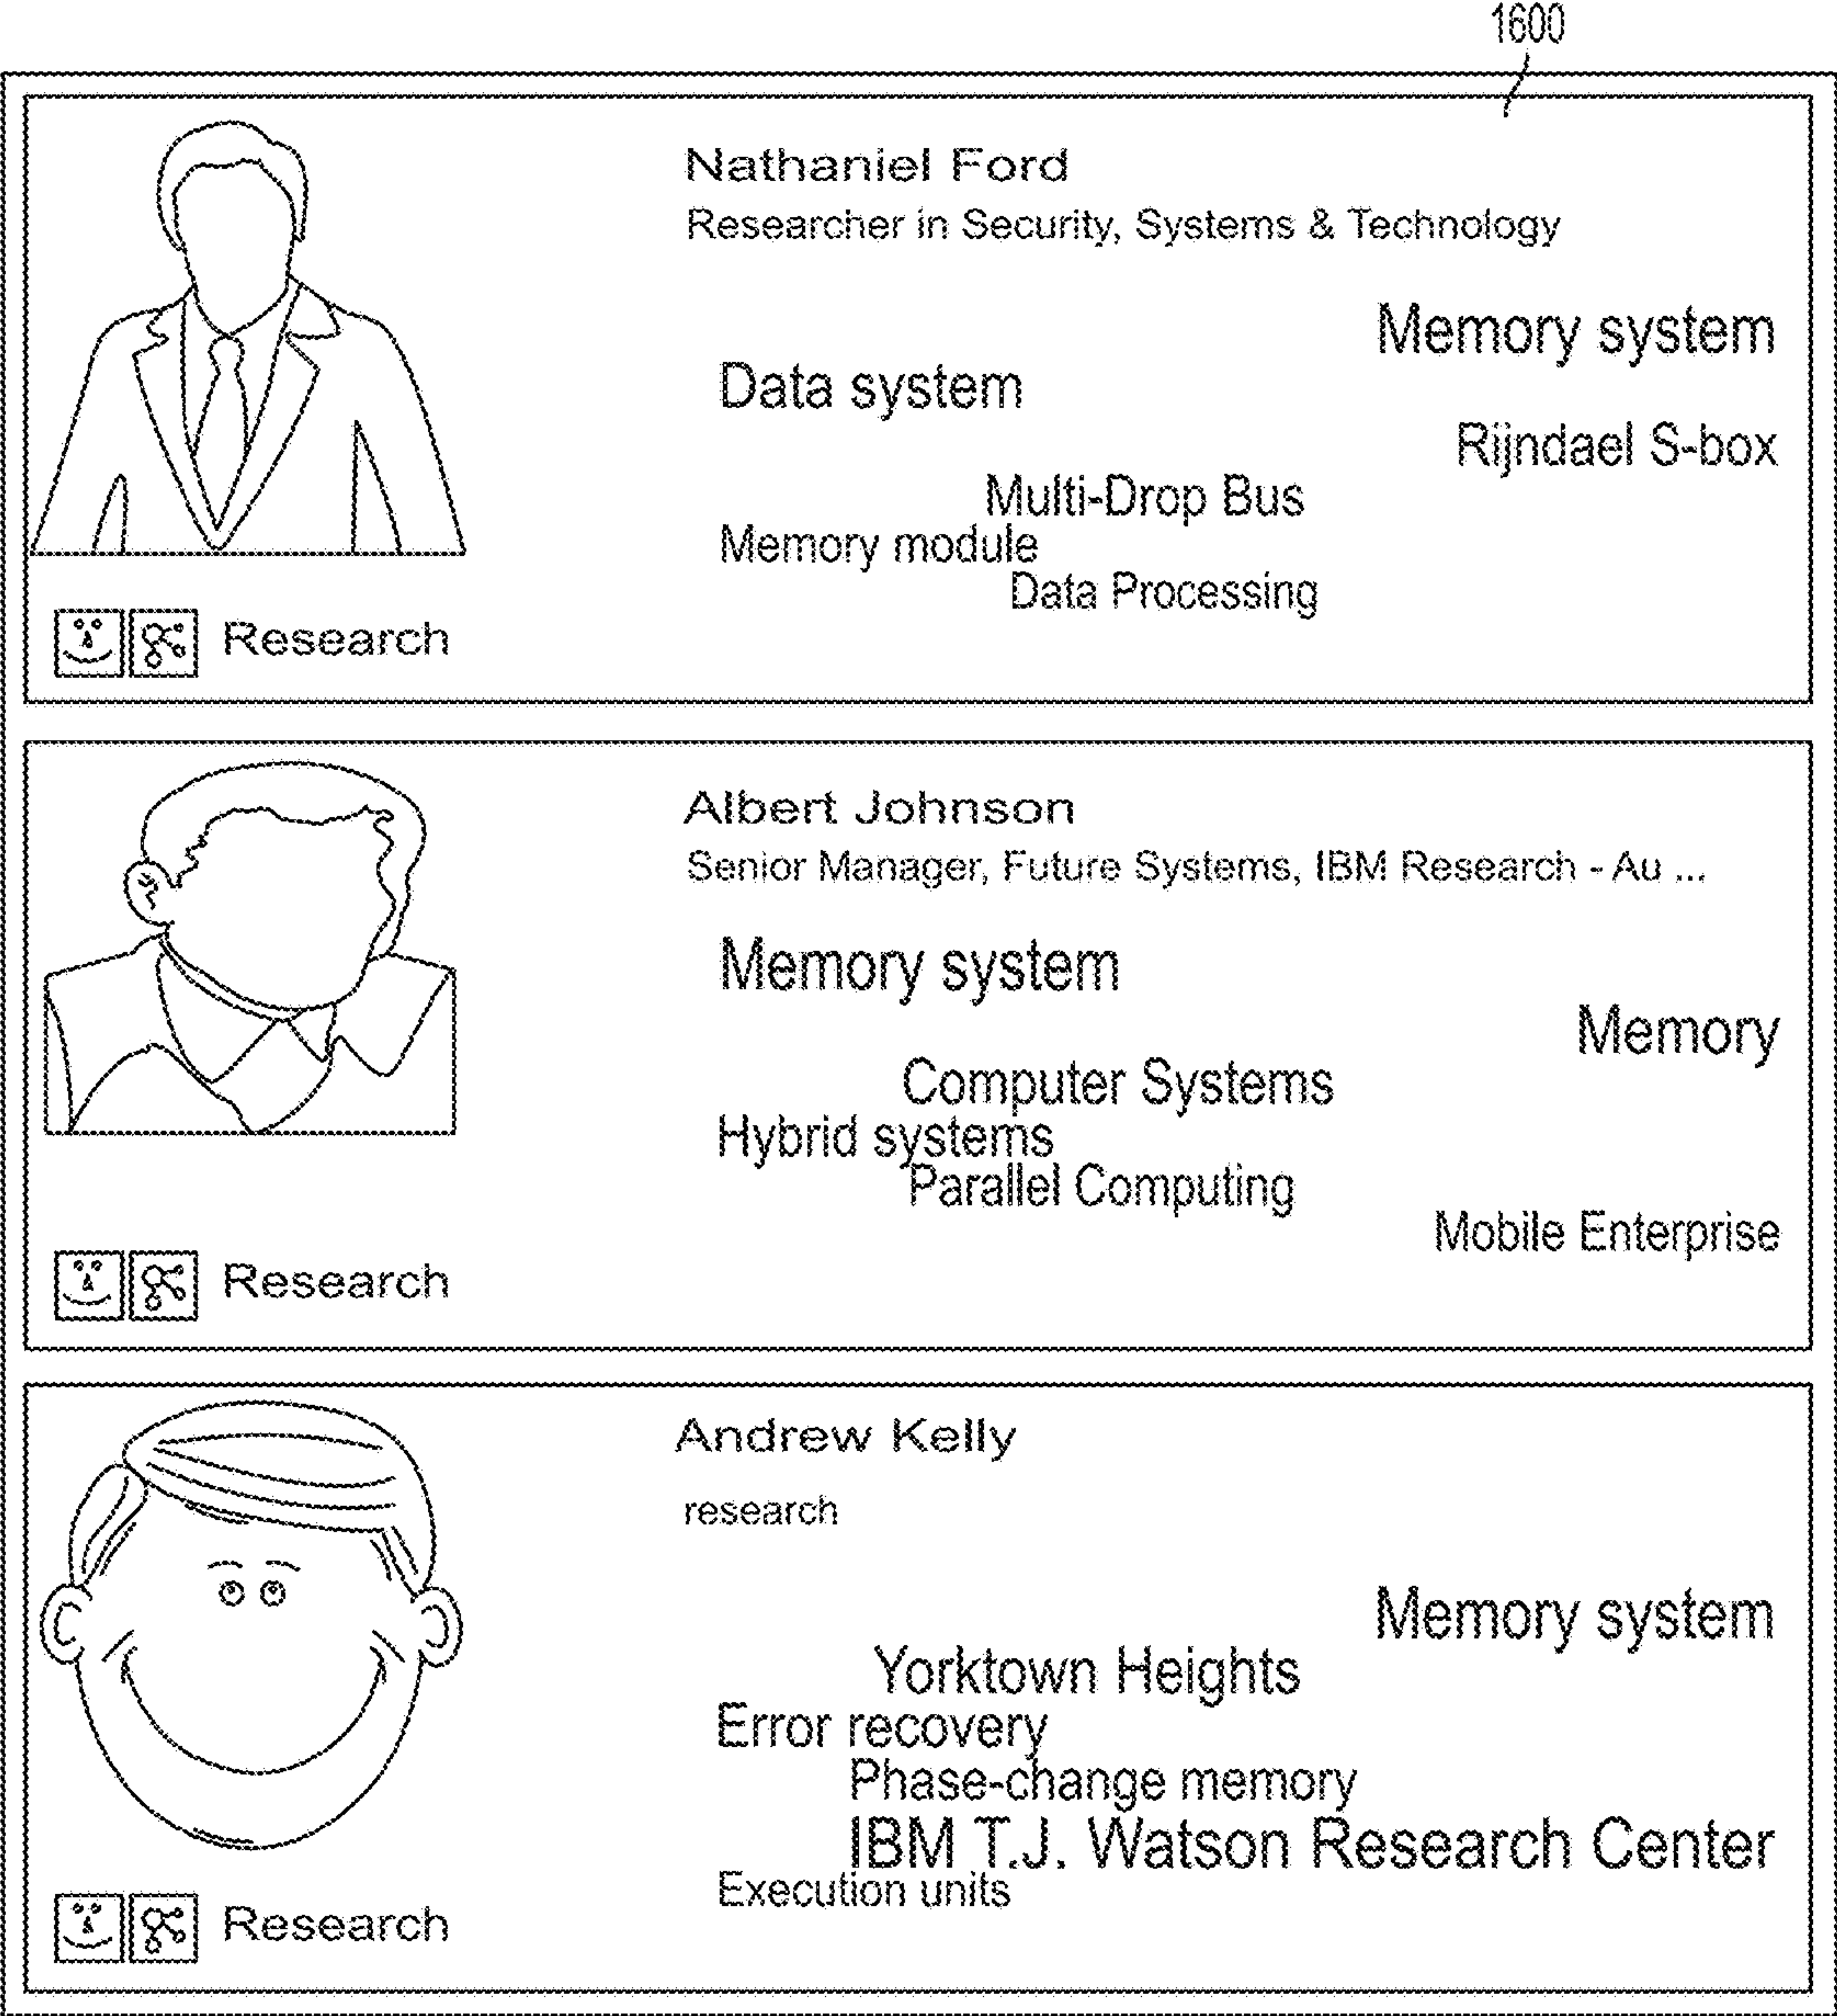 1600
Nathaniel Ford
Researcher in Security, Systems & Technology
Memory system
Data system
Rijndael S-box
Multi-Drop Bus
Memory module
Data Processing
Research
Albert Johnson
Senior Manager, Future Systems, IBM Research - Au ...
Memory system
Memory
Computer Systems
Hybrid systems
Parallel Computing
Mobile Enterprise
Research
Andrew Kelly
research
Memory system
Yorktown Heights
Error recovery
Phase-change memory
IBM T.J. Watson Research Center
Execution units
Research